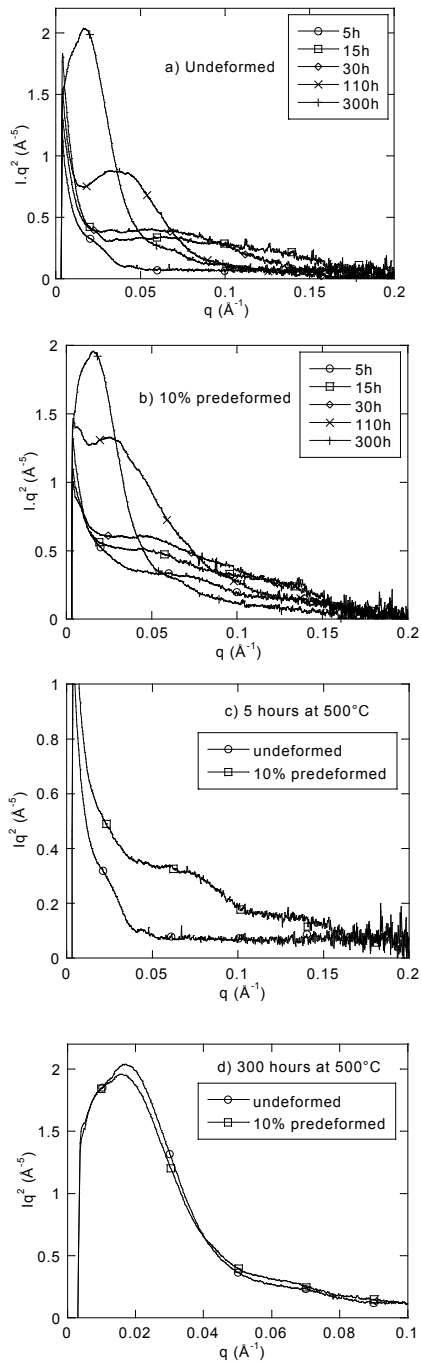 a) Undeformed
5h
15h
30h
110h
300h
I.q² (Å⁻⁵)
2
1.5
1
0.5
0
0 0.05 0.1 0.15 0.2
q (Å⁻¹)
b) 10% predeformed
5h
15h
30h
110h
300h
I.q² (Å⁻⁵)
2
1.5
1
0.5
0
0 0.05 0.1 0.15 0.2
q (Å⁻¹)
c) 5 hours at 500°C
undeformed
10% predeformed
Iq² (Å⁻⁵)
1
0.8
0.6
0.4
0.2
0
0 0.05 0.1 0.15 0.2
q (Å⁻¹)
d) 300 hours at 500°C
undeformed
10% predeformed
Iq² (Å⁻⁵)
2
1.5
1
0.5
0
0 0.02 0.04 0.06 0.08 0.1
q (Å⁻¹)